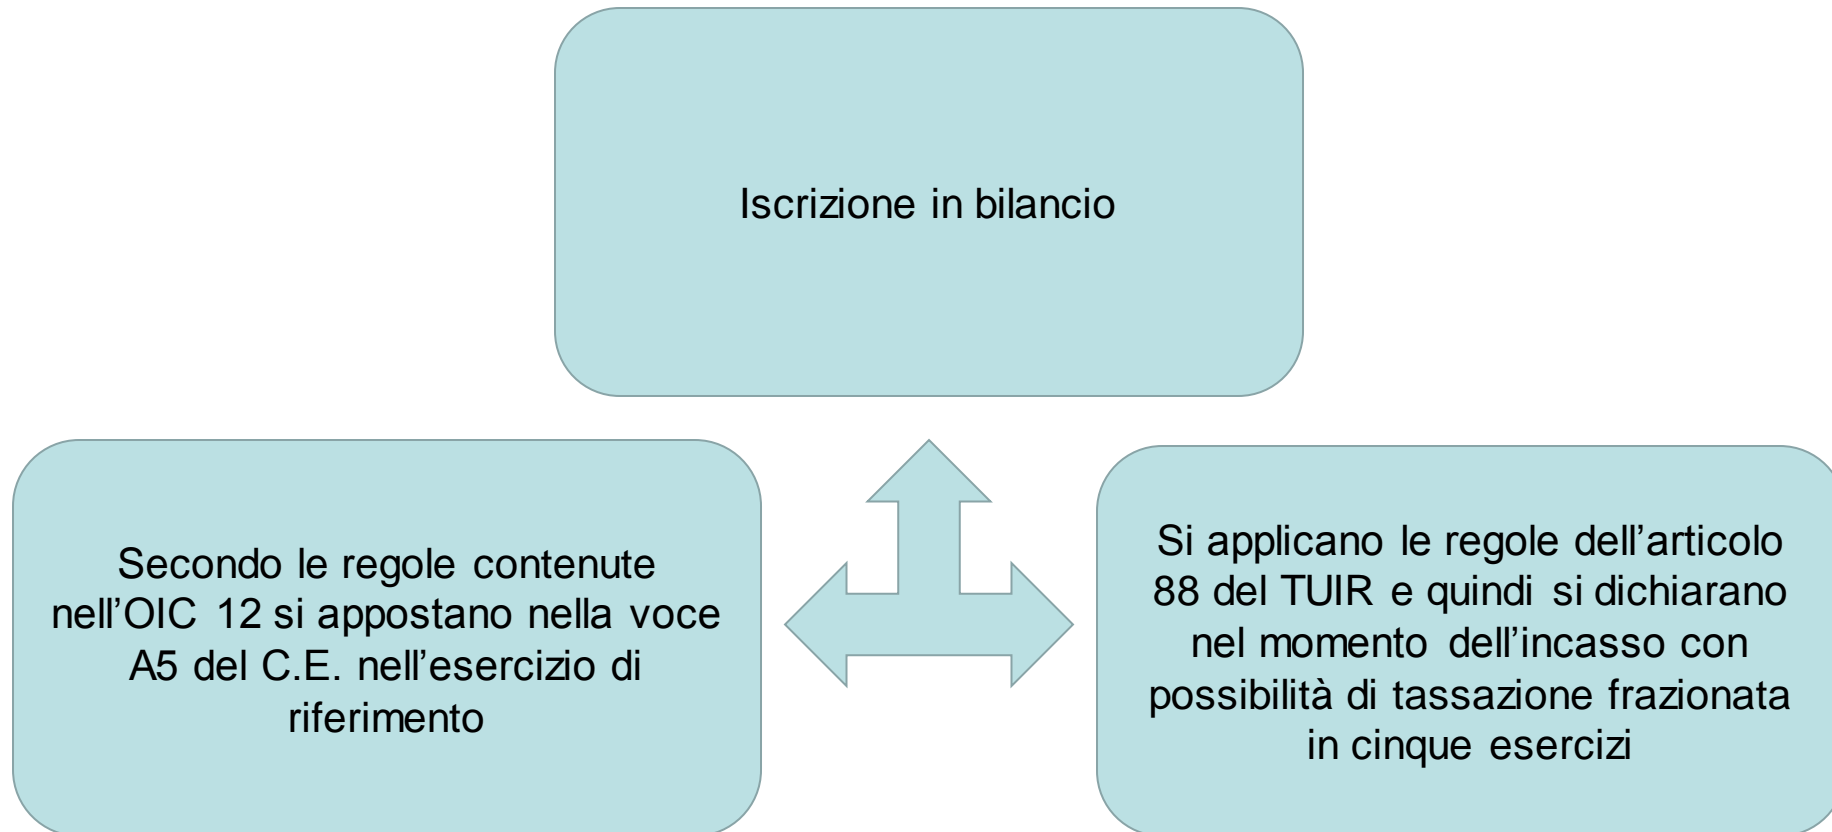 Iscrizione in bilancio
Secondo le regole contenute
nell’OIC 12 si appostano nella voce
A5 del C.E. nell’esercizio di
riferimento
Si applicano le regole dell’articolo
88 del TUIR e quindi si dichiarano
nel momento dell’incasso con
possibilità di tassazione frazionata
in cinque esercizi